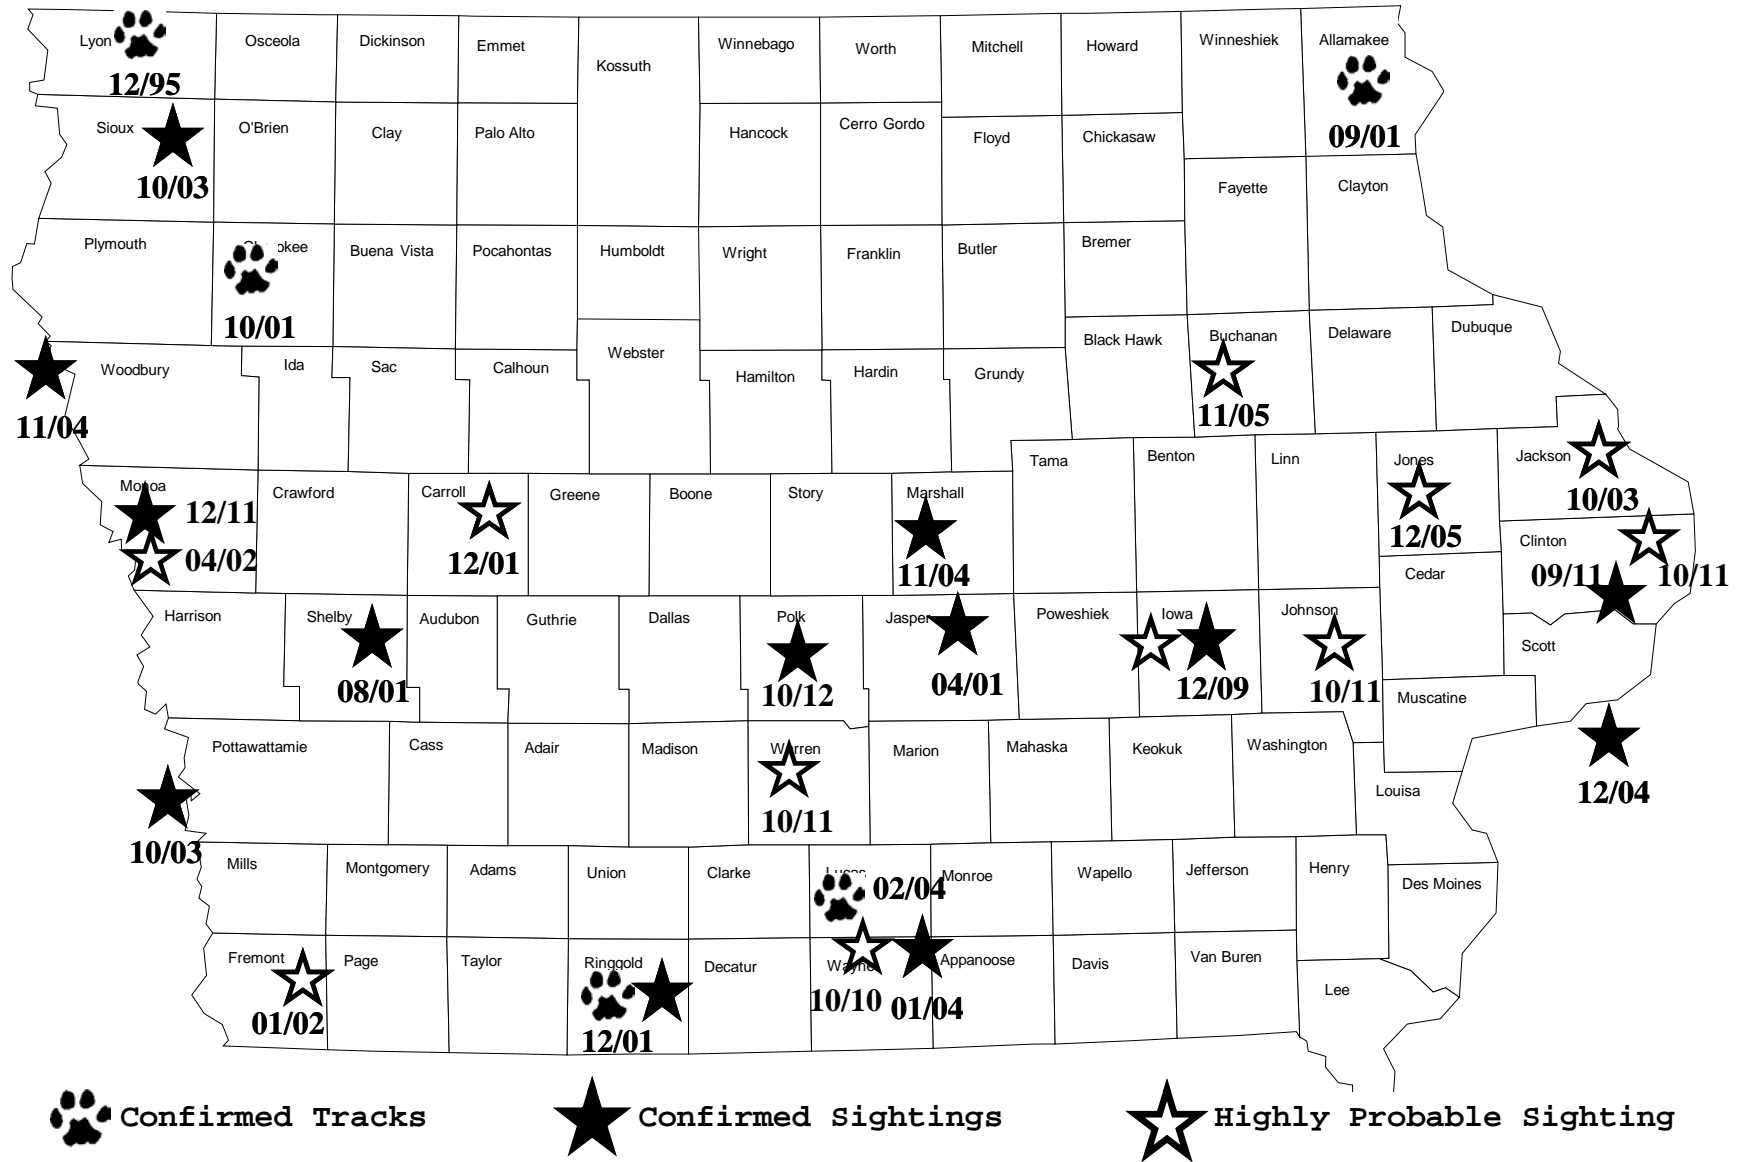 Lyon
Osceola
Dickinson
Emmet
Kossuth
Winnebago
Worth
Mitchell
Howard
Winneshiek
Allamakee
12/95
09/01
Sioux
O'Brien
Clay
Palo Alto
Hancock
Cerro Gordo
Floyd
Chickasaw
10/03
Fayette
Clayton
Plymouth
Buena Vista
Pocahontas
Humboldt
Wright
Franklin
Butler
Bremer
10/01
Woodbury
Ida
Sac
Calhoun
Webster
Hamilton
Hardin
Grundy
Black Hawk
Buchanan
Delaware
Dubuque
11/04
11/05
Monona
12/11
04/02
Crawford
Carroll
12/01
Greene
Boone
Story
Marshall
11/04
Tama
Benton
Linn
Jones
12/05
Jackson
10/03
Clinton
09/11
10/11
Cedar
Harrison
Shelby
08/01
Audubon
Guthrie
Dallas
Polk
10/12
Jasper
04/01
Poweshiek
Iowa
12/09
Johnson
10/11
Scott
Muscatine
12/04
Pottawattamie
Cass
Adair
Madison
Warren
10/11
Marion
Mahaska
Keokuk
Washington
Louisa
10/03
Mills
Montgomery
Adams
Union
Clarke
Lucas
02/04
Monroe
Wapello
Jefferson
Henry
Des Moines
Fremont
01/02
Page
Taylor
Ringgold
12/01
Decatur
Wayne
10/10
01/04
Appanoose
Davis
Van Buren
Lee
Confirmed Tracks
Confirmed Sightings
Highly Probable Sighting